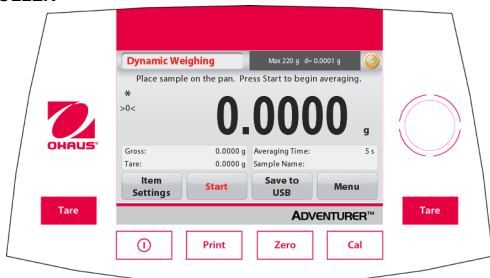 Dynamic Weighing
Max 220 g d= 0.0001 g
Place sample on the pan. Press Start to begin averaging.
*
>0<
0.0000 g
Gross: 0.0000 g Averaging Time: 5 s
Tare: 0.0000 g Sample Name:
Item Settings
Start
Save to USB
Menu
ADVENTURER™
OHAUS®
Tare
Tare
Print
Zero
Cal